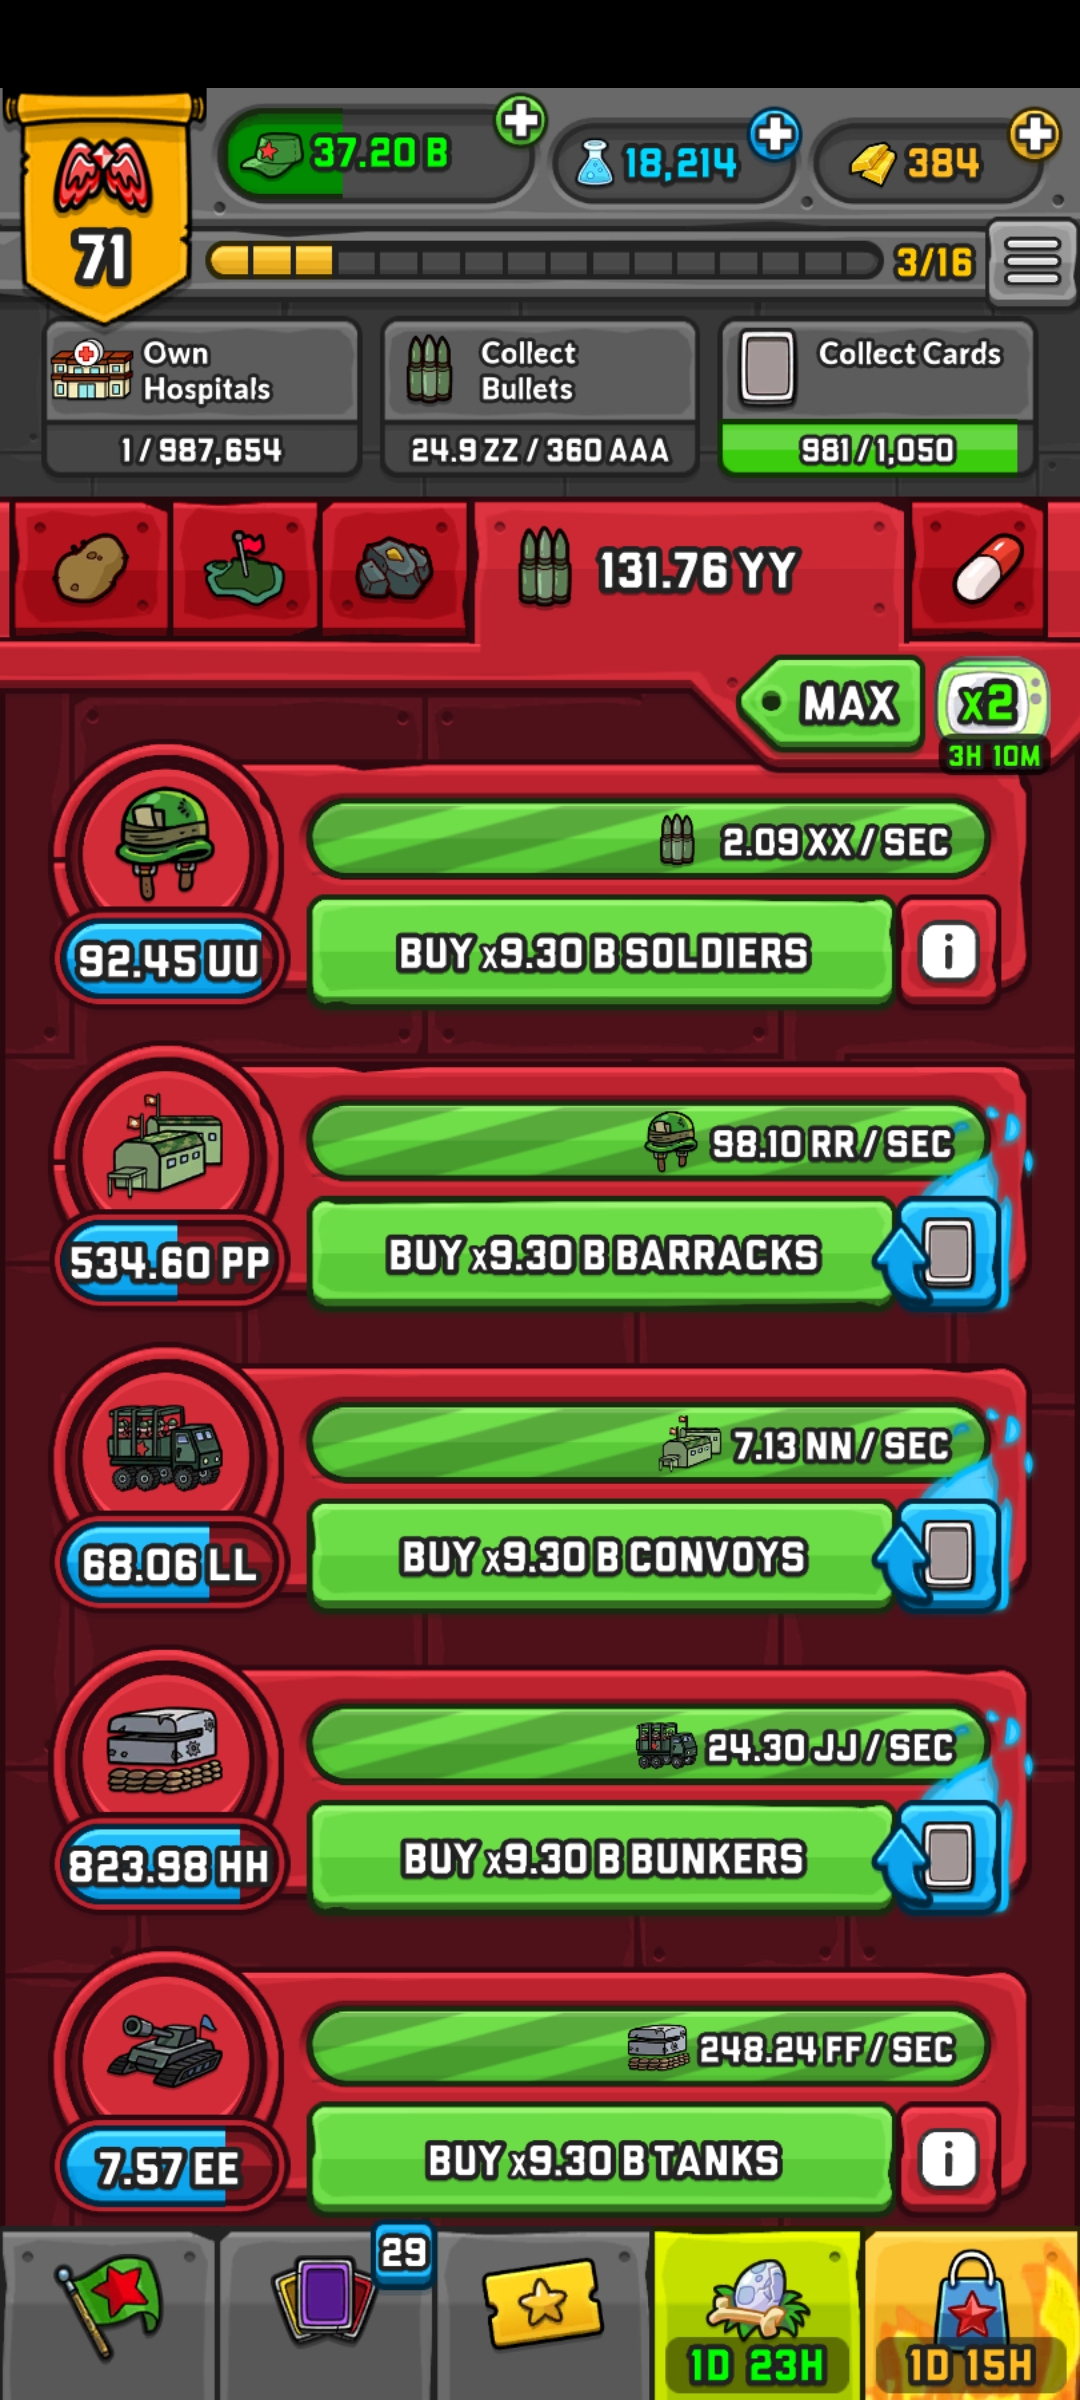 37.20 B
18,214
384
71
3/16
Own
Hospitals
1/987,654
Collect
Bullets
24.9 ZZ/360 AAA
Collect Cards
981/1,050
131.76 YY
MAX
x2
3H 10M
2.09 XX/SEC
92.45 UU
BUY x9.30 B SOLDIERS
i
98.10 RR/SEC
534.60 PP
BUY x9.30 B BARRACKS
7.13 NN/SEC
68.06 LL
BUY x9.30 B CONVOYS
24.30 JJ/SEC
823.98 HH
BUY x9.30 B BUNKERS
248.24 FF/SEC
7.57 EE
BUY x9.30 B TANKS
i
29
1D 23H
1D 15H